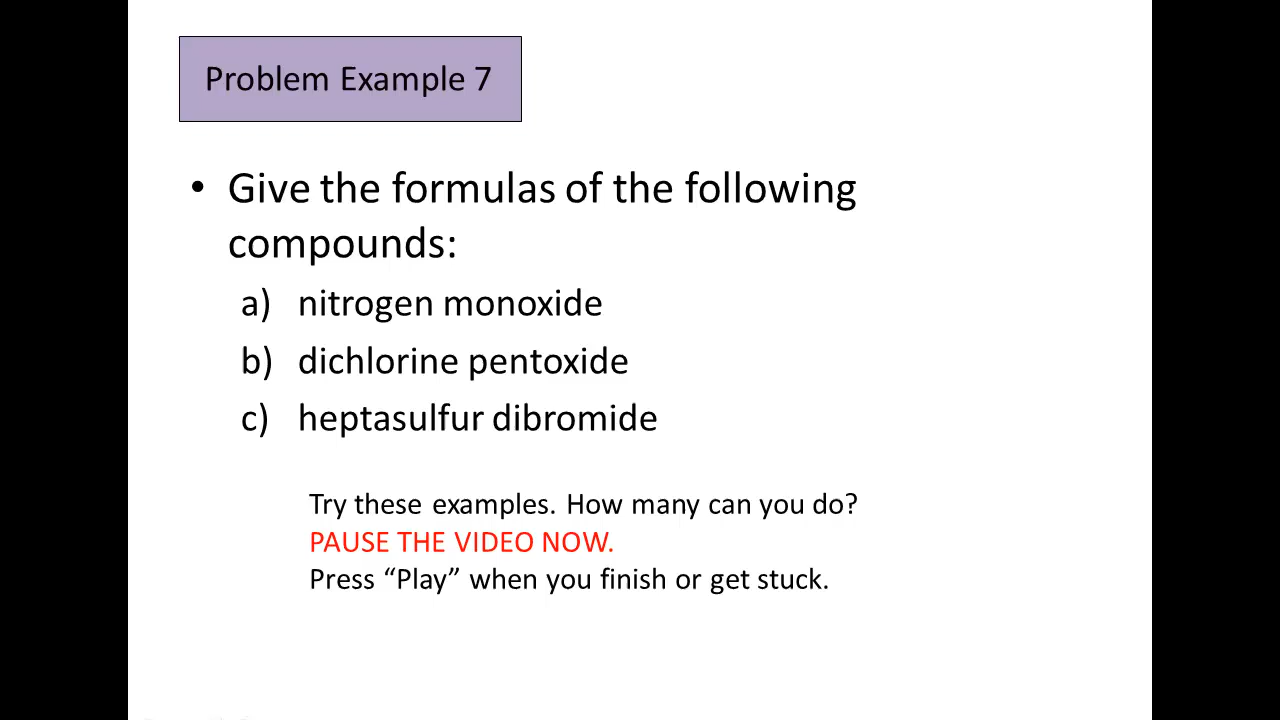 Problem Example 7
• Give the formulas of the following
compounds:
a) nitrogen monoxide
b) dichlorine pentoxide
c) heptasulfur dibromide
Try these examples. How many can you do?
PAUSE THE VIDEO NOW.
Press “Play” when you finish or get stuck.